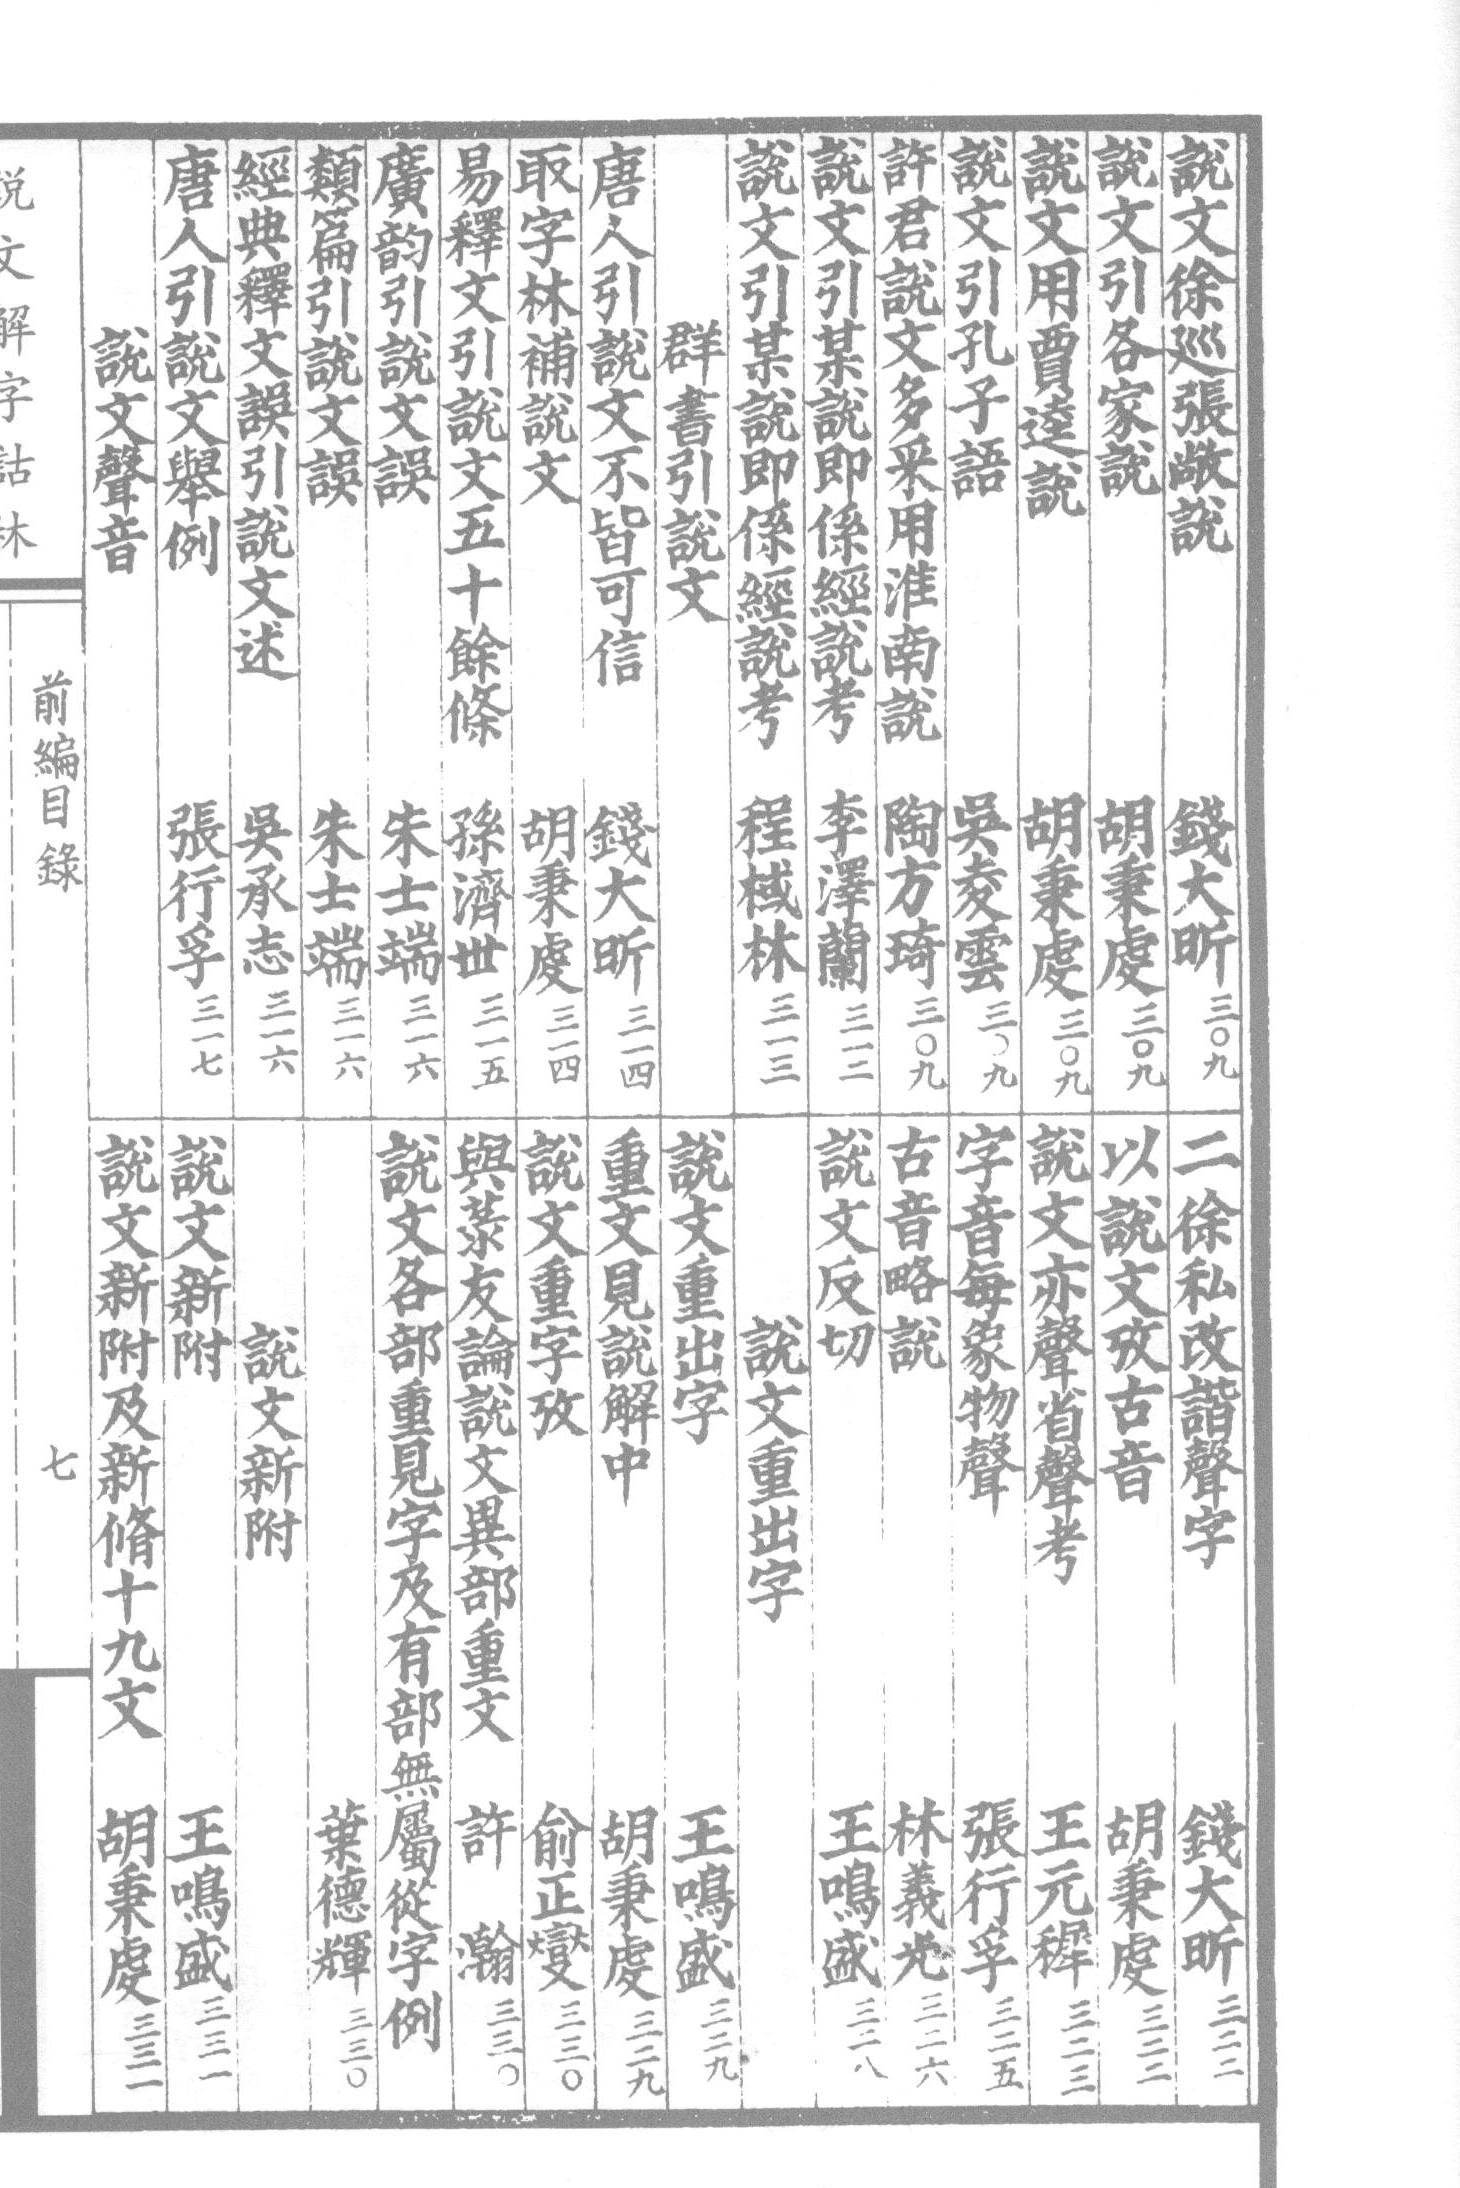 說文徐巡張敞說 錢大昕 三〇九
說文引各家說 胡秉虔 三〇九
說文用賈逵說 胡秉虔 三〇九
說文引孔子語 吳夌雲 三〇九
許君說文多采用淮南說 陶方琦 三〇九
說文引某說即係經說考 李澤蘭 三一二
說文引某說即係經說考 程棫林 三一三
群書引說文
唐人引說文不皆可信 錢大昕 三一四
取字林補說文 胡秉虔 三一四
易釋文引說文五十餘條 孫濟世 三一五
廣韵引說文誤 朱士端 三一六
類篇引說文誤 朱士端 三一六
經典釋文誤引說文述 吳承志 三一六
唐人引說文舉例 張行孚 三一七
說文聲音
二徐私改諧聲字 錢大昕 三二二
以說文攷古音 胡秉虔 三二二
說文亦聲省聲考 王元穉 三二三
字音每象物聲 張行孚 三二五
古音略說 林義光 三二六
說文反切 王鳴盛 三二八
說文重出字
說文重出字 王鳴盛 三二九
重文見說解中 胡秉虔 三二九
說文重字攷 俞正燮 三三〇
與菉友論說文異部重文 許瀚 三三〇
說文各部重見字及有部無屬從字例
葉德輝 三三〇
說文新附
說文新附 王鳴盛 三三一
說文新附及新脩十九文 胡秉虔 三三一
說文解字詁林
前編目錄
七